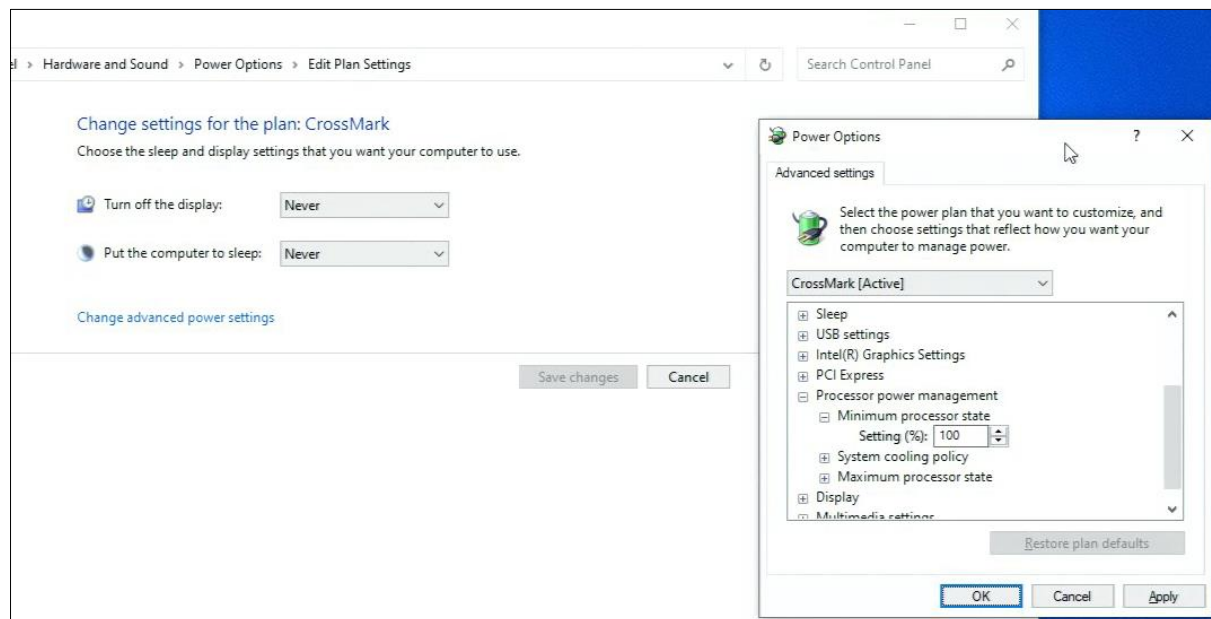 Hardware and Sound > Power Options > Edit Plan Settings
Search Control Panel
Change settings for the plan: CrossMark
Choose the sleep and display settings that you want your computer to use.
Turn off the display: Never
Put the computer to sleep: Never
Change advanced power settings
Save changes Cancel
Power Options
Advanced settings
Select the power plan that you want to customize, and
then choose settings that reflect how you want your
computer to manage power.
CrossMark [Active]
Sleep
USB settings
Intel(R) Graphics Settings
PCI Express
Processor power management
Minimum processor state
Setting (%): 100
System cooling policy
Maximum processor state
Display
Multimedia settings
Restore plan defaults
OK Cancel Apply